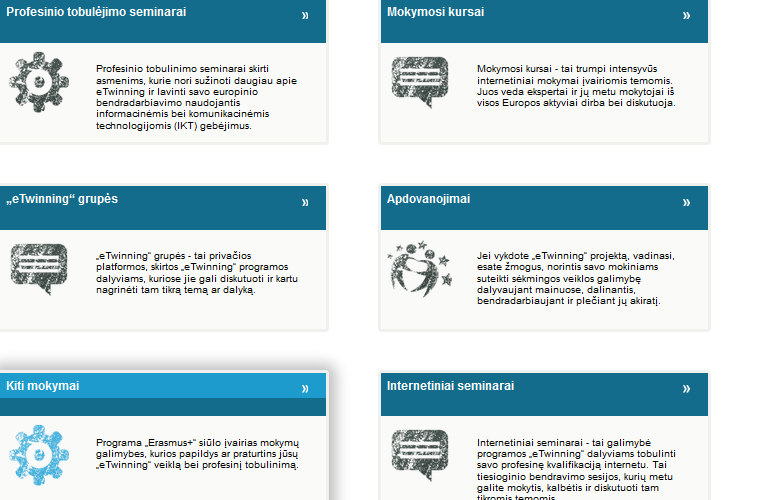 Profesinio tobulėjimo seminarai »
Profesinio tobulinimo seminarai skirti
asmenims, kurie nori sužinoti daugiau apie
eTwinning ir lavinti savo europinio
bendradarbiavimo naudojantis
informacinėmis bei komunikacinėmis
technologijomis (IKT) gebėjimus.
Mokymosi kursai »
Mokymosi kursai - tai trumpi intensyvūs
internetiniai mokymai įvairiomis temomis.
Juos veda ekspertai ir jų metu mokytojai iš
visos Europos aktyviai dirba bei diskutuoja.
„eTwinning“ grupės »
„eTwinning“ grupės - tai privačios
platformos, skirtos „eTwinning“ programos
dalyviams, kuriose jie gali diskutuoti ir kartu
nagrinėti tam tikrą temą ar dalyką.
Apdovanojimai »
Jei vykdote „eTwinning“ projektą, vadinasi,
esate žmogus, norintis savo mokiniams
suteikti sėkmingos veiklos galimybę
dalyvaujant mainuose, dalinantis,
bendradarbiaujant ir plečiant jų akiratį.
Kiti mokymai »
Programa „Erasmus+“ siūlo įvairias mokymų
galimybes, kurios papildys ar praturtins jūsų
„eTwinning“ veiklą bei profesinį tobulinimą.
Internetiniai seminarai »
Internetiniai seminarai - tai galimybė
programos „eTwinning“ dalyviams tobulinti
savo profesinę kvalifikaciją internetu. Tai
tiesioginio bendravimo sesijos, kurių metu
galite mokytis, kalbėtis ir diskutuoti tam
tikromis temomis